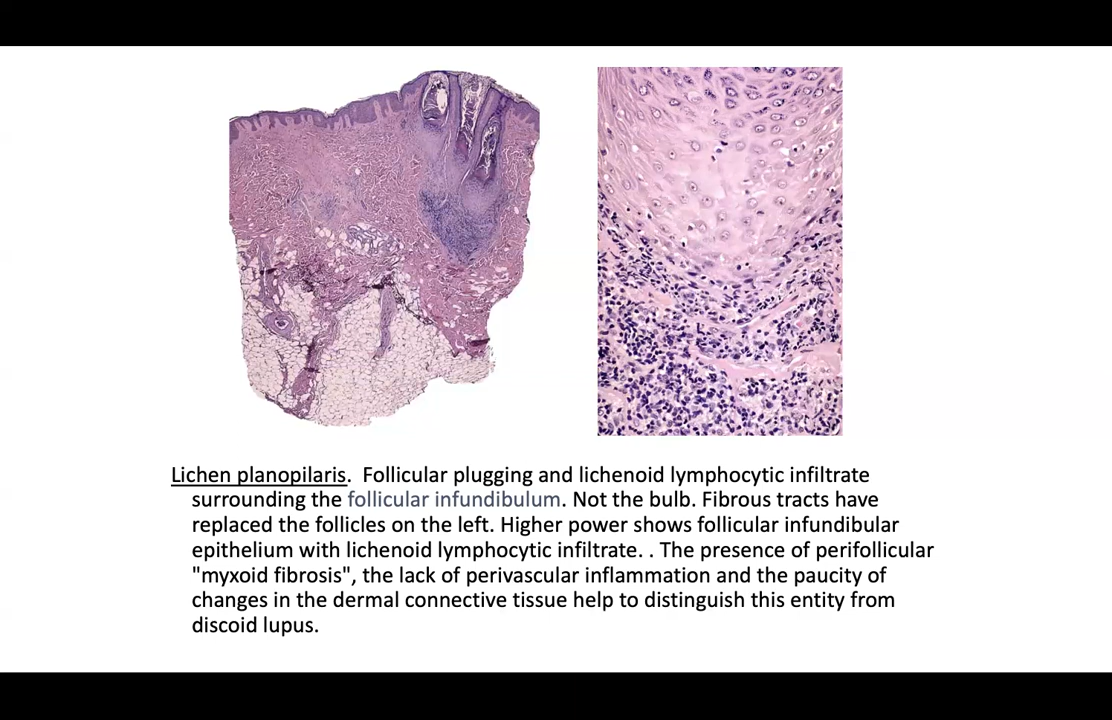 Lichen planopilaris.  Follicular plugging and lichenoid lymphocytic infiltrate
surrounding the follicular infundibulum. Not the bulb. Fibrous tracts have
replaced the follicles on the left. Higher power shows follicular infundibular
epithelium with lichenoid lymphocytic infiltrate. . The presence of perifollicular
"myxoid fibrosis", the lack of perivascular inflammation and the paucity of
changes in the dermal connective tissue help to distinguish this entity from
discoid lupus.